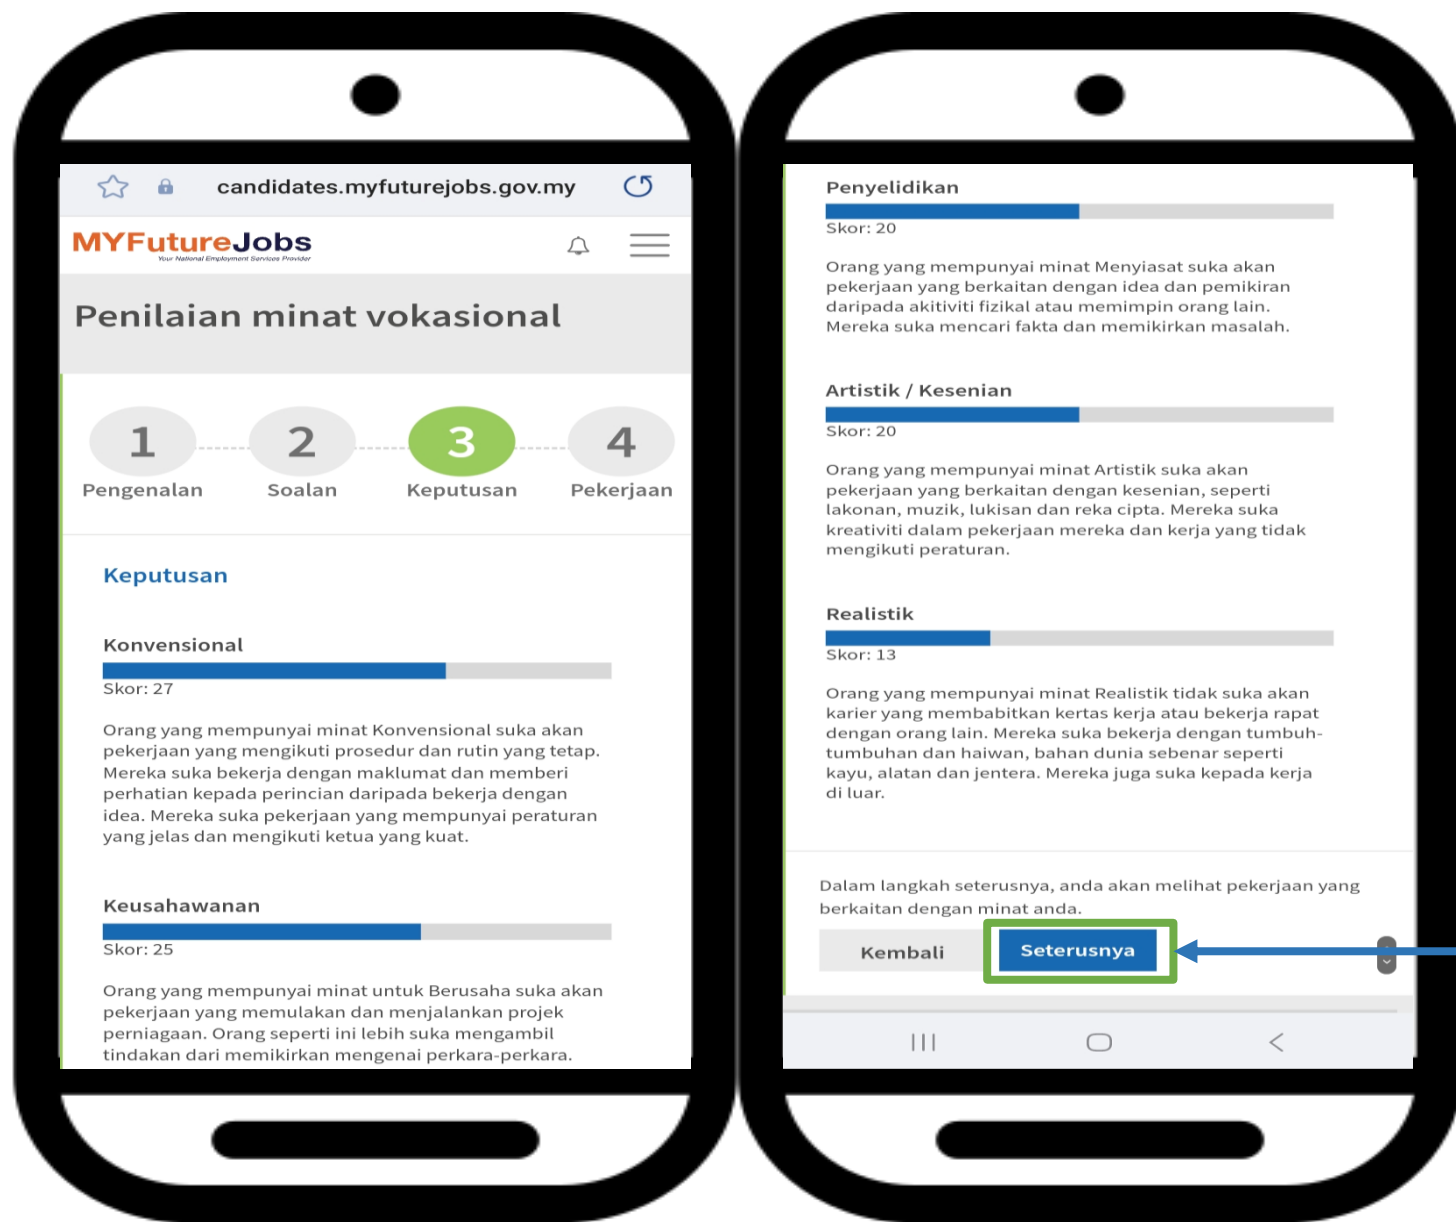 candidates.myfuturejobs.gov.my
MYFutureJobs
Your National Employment Services Provider
Penilaian minat vokasional
1 2 3 4
Pengenalan Soalan Keputusan Pekerjaan
Keputusan
Konvensional
Skor: 27
Orang yang mempunyai minat Konvensional suka akan
pekerjaan yang mengikuti prosedur dan rutin yang tetap.
Mereka suka bekerja dengan maklumat dan memberi
perhatian kepada perincian daripada bekerja dengan
idea. Mereka suka pekerjaan yang mempunyai peraturan
yang jelas dan mengikuti ketua yang kuat.
Keusahawanan
Skor: 25
Orang yang mempunyai minat untuk Berusaha suka akan
pekerjaan yang memulakan dan menjalankan projek
perniagaan. Orang seperti ini lebih suka mengambil
tindakan dari memikirkan mengenai perkara-perkara.
Penyelidikan
Skor: 20
Orang yang mempunyai minat Menyiasat suka akan
pekerjaan yang berkaitan dengan idea dan pemikiran
daripada akitiviti fizikal atau memimpin orang lain.
Mereka suka mencari fakta dan memikirkan masalah.
Artistik / Kesenian
Skor: 20
Orang yang mempunyai minat Artistik suka akan
pekerjaan yang berkaitan dengan kesenian, seperti
lakonan, muzik, lukisan dan reka cipta. Mereka suka
kreativiti dalam pekerjaan mereka dan kerja yang tidak
mengikuti peraturan.
Realistik
Skor: 13
Orang yang mempunyai minat Realistik tidak suka akan
karier yang membabitkan kertas kerja atau bekerja rapat
dengan orang lain. Mereka suka bekerja dengan tumbuh-
tumbuhan dan haiwan, bahan dunia sebenar seperti
kayu, alatan dan jentera. Mereka juga suka kepada kerja
di luar.
Dalam langkah seterusnya, anda akan melihat pekerjaan yang
berkaitan dengan minat anda.
Kembali Seterusnya